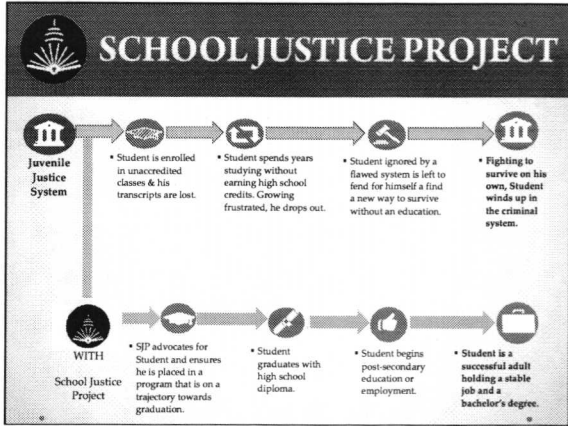 SCHOOL JUSTICE PROJECT
Juvenile
Justice
System
▪ Student is enrolled
in unaccredited
classes & his
transcripts are lost.
▪ Student spends years
studying without
earning high school
credits. Growing
frustrated, he drops out.
▪ Student ignored by a
flawed system is left to
fend for himself a find
a new way to survive
without an education.
▪ Fighting to
survive on his
own, Student
winds up in
the criminal
system.
WITH
School Justice
Project
▪ SJP advocates for
Student and ensures
he is placed in a
program that is on a
trajectory towards
graduation.
▪ Student
graduates with
high school
diploma.
▪ Student begins
post-secondary
education or
employment.
▪ Student is a
successful adult
holding a stable
job and a
bachelor's degree.